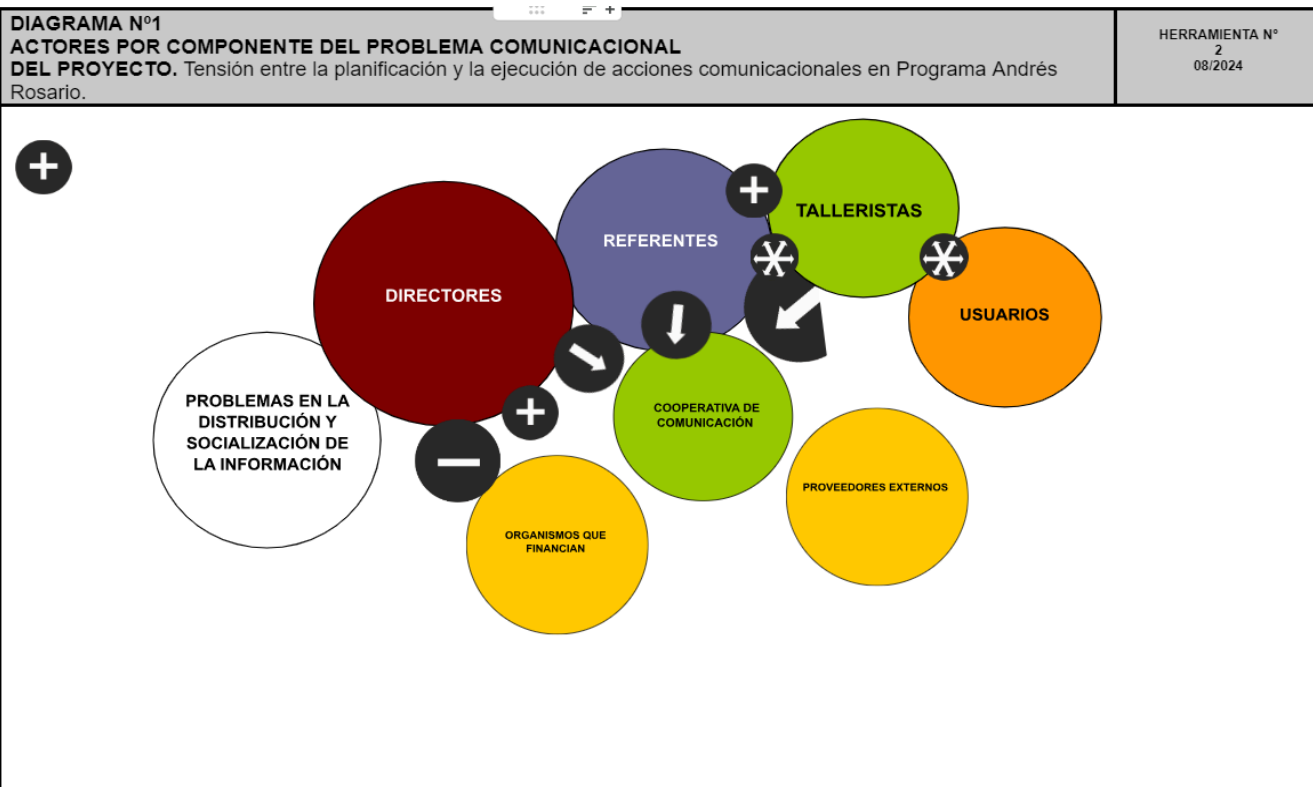 DIAGRAMA Nº1
ACTORES POR COMPONENTE DEL PROBLEMA COMUNICACIONAL
DEL PROYECTO. Tensión entre la planificación y la ejecución de acciones comunicacionales en Programa Andrés
Rosario.
HERRAMIENTA N°
2
08/2024
TALLERISTAS
REFERENTES
DIRECTORES
USUARIOS
PROBLEMAS EN LA
DISTRIBUCIÓN Y
SOCIALIZACIÓN DE
LA INFORMACIÓN
COOPERATIVA DE
COMUNICACIÓN
PROVEEDORES EXTERNOS
ORGANISMOS QUE
FINANCIAN